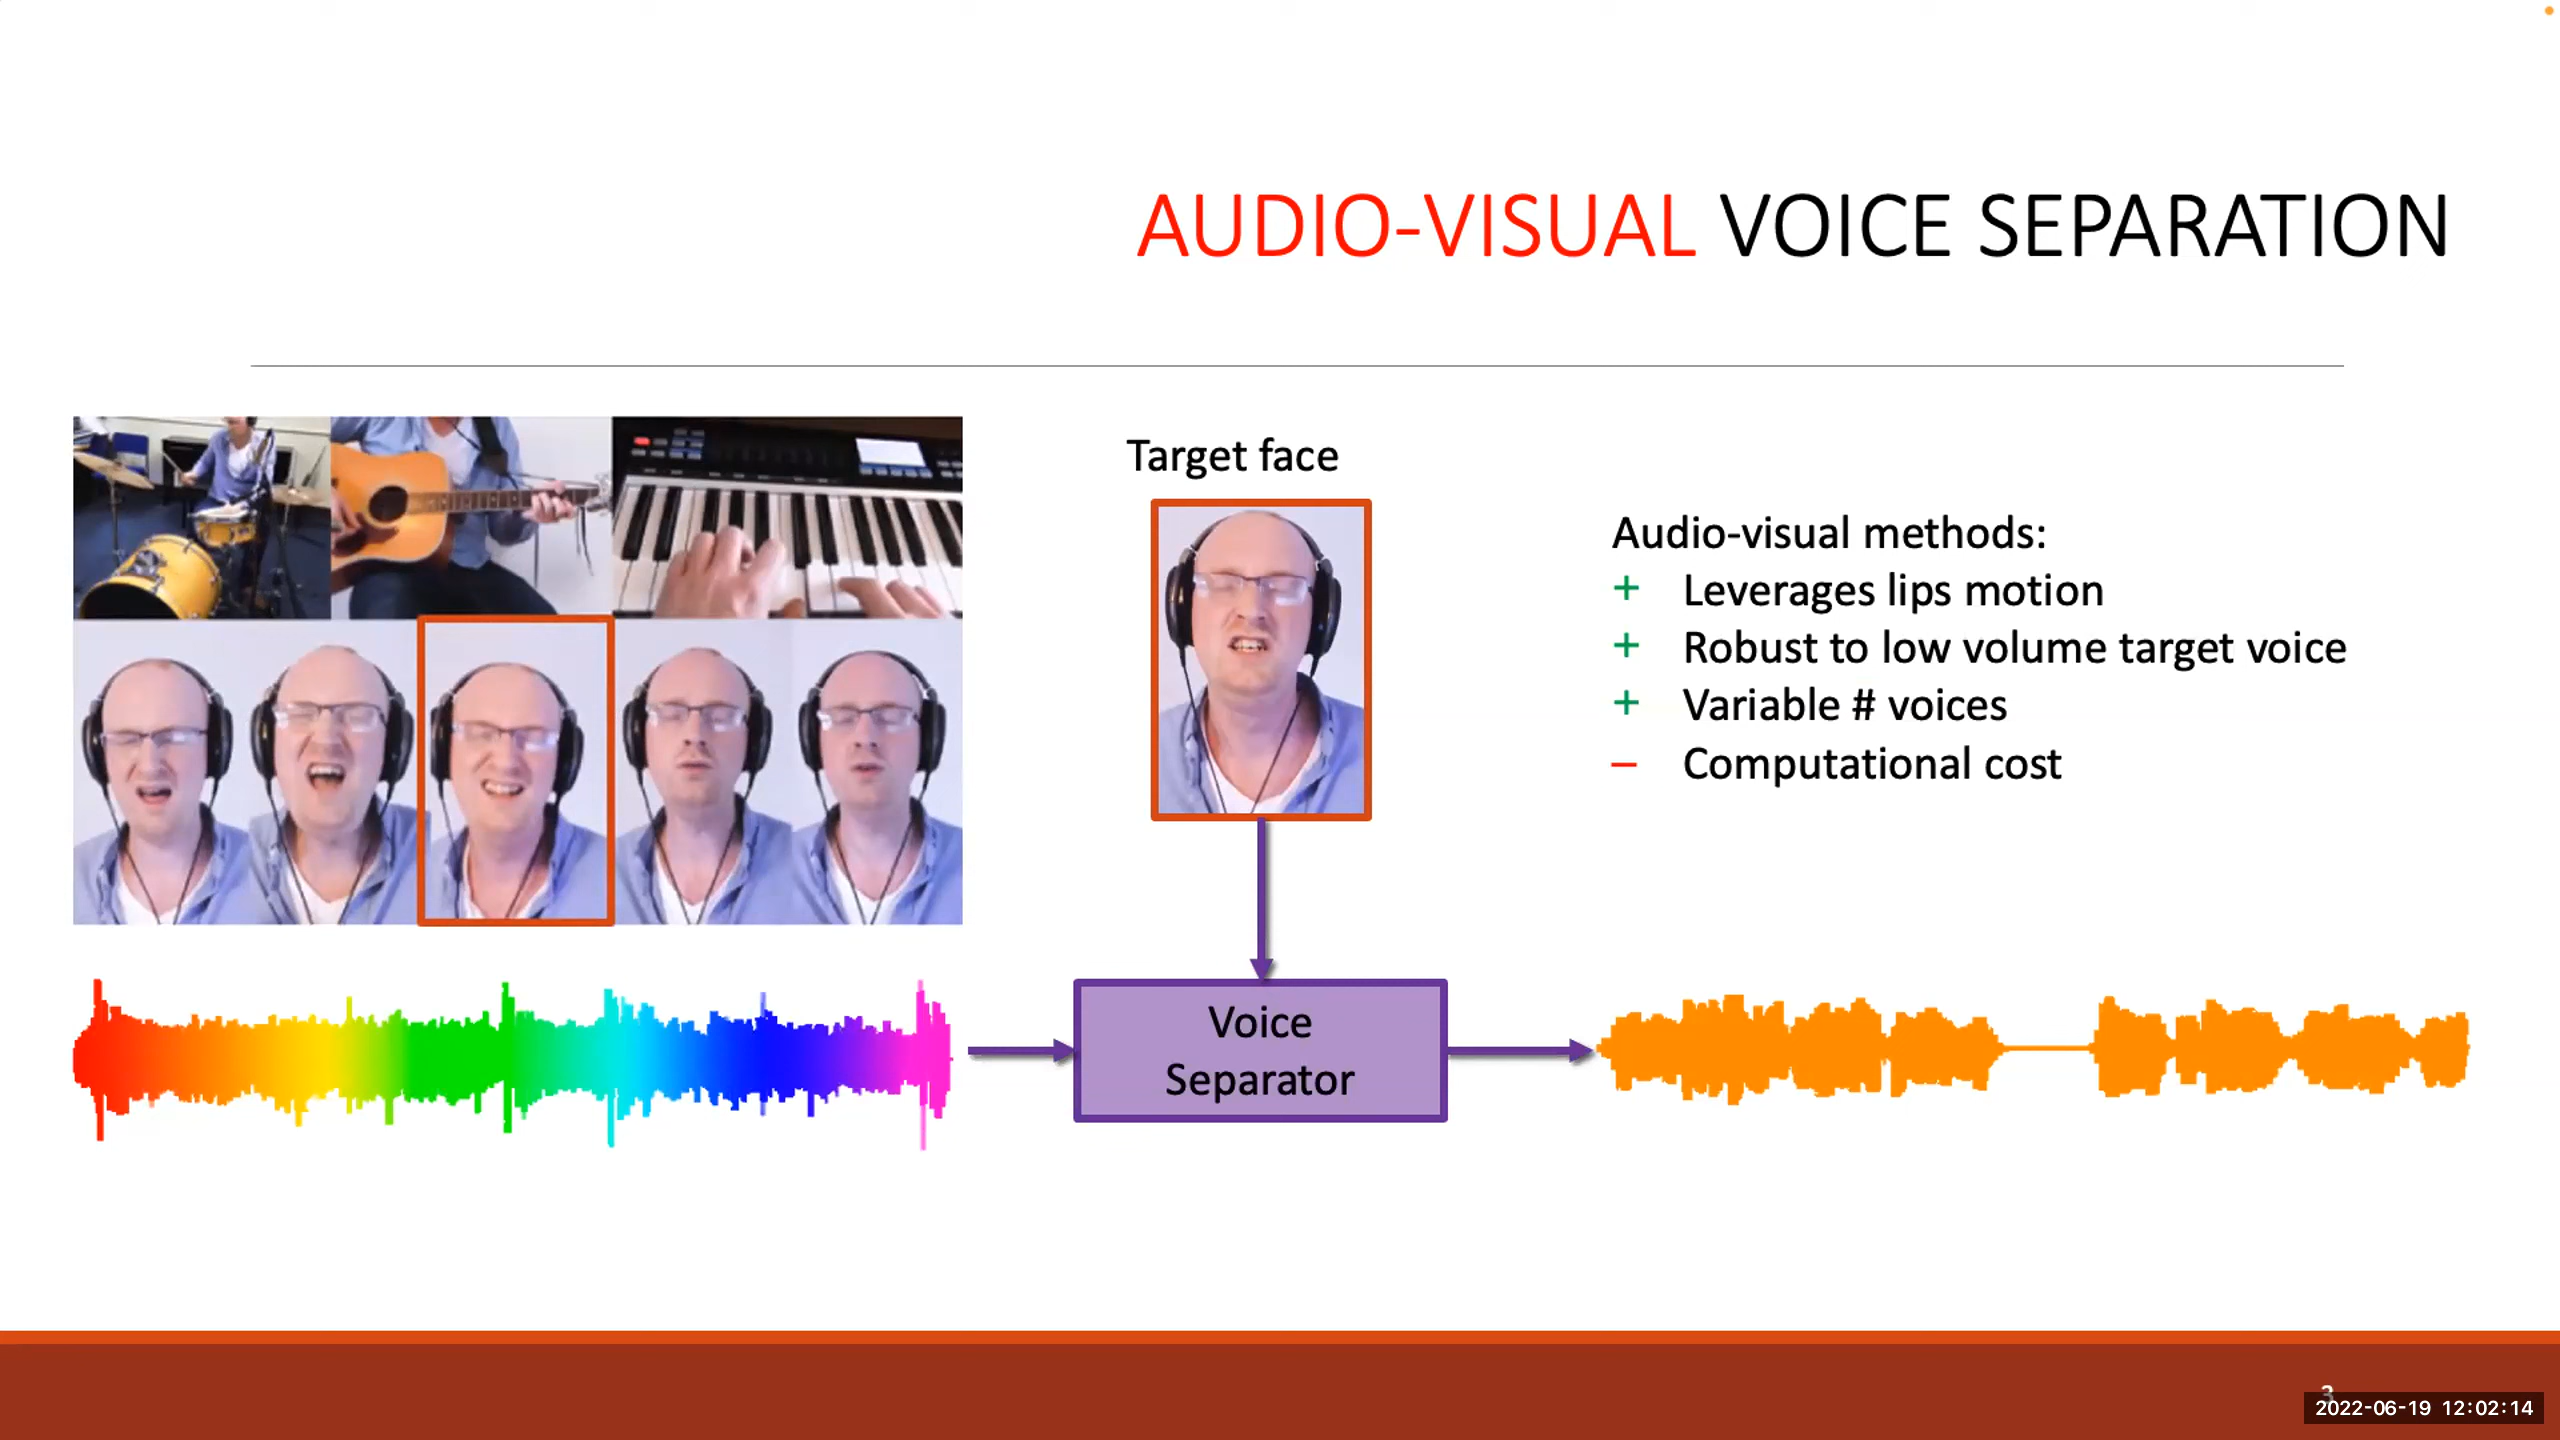 AUDIO-VISUAL VOICE SEPARATION
Target face
Audio-visual methods:
+ Leverages lips motion
+ Robust to low volume target voice
+ Variable # voices
– Computational cost
Voice
Separator
3
2022-06-19 12:02:14